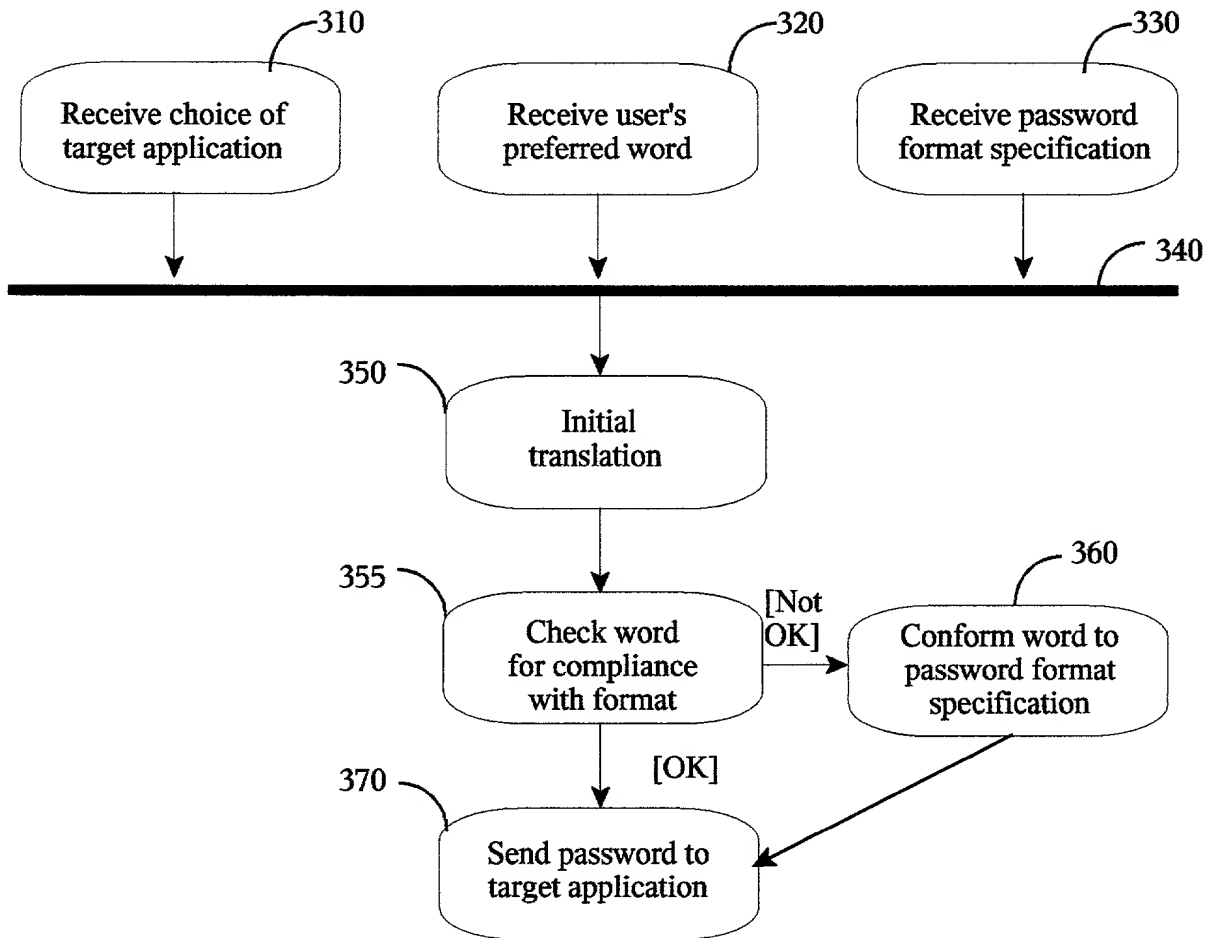 310
320
330
Receive choice of
target application
Receive user's
preferred word
Receive password
format specification
340
350
Initial
translation
355
Check word
for compliance
with format
[Not
OK]
360
Conform word to
password format
specification
[OK]
370
Send password to
target application